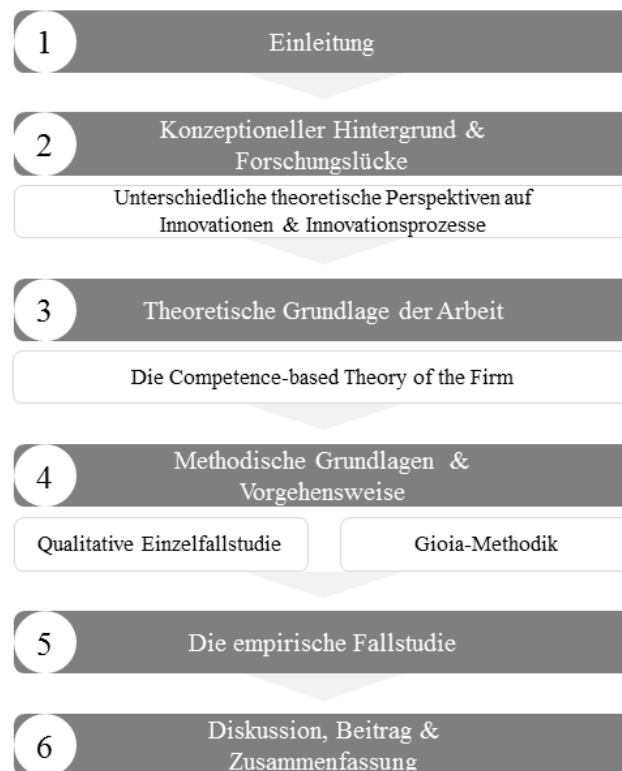 1
Einleitung
2
Konzeptioneller Hintergrund &
Forschungslücke
Unterschiedliche theoretische Perspektiven auf
Innovationen & Innovationsprozesse
3
Theoretische Grundlage der Arbeit
Die Competence-based Theory of the Firm
4
Methodische Grundlagen &
Vorgehensweise
Qualitative Einzelfallstudie
Gioia-Methodik
5
Die empirische Fallstudie
6
Diskussion, Beitrag &
Zusammenfassung